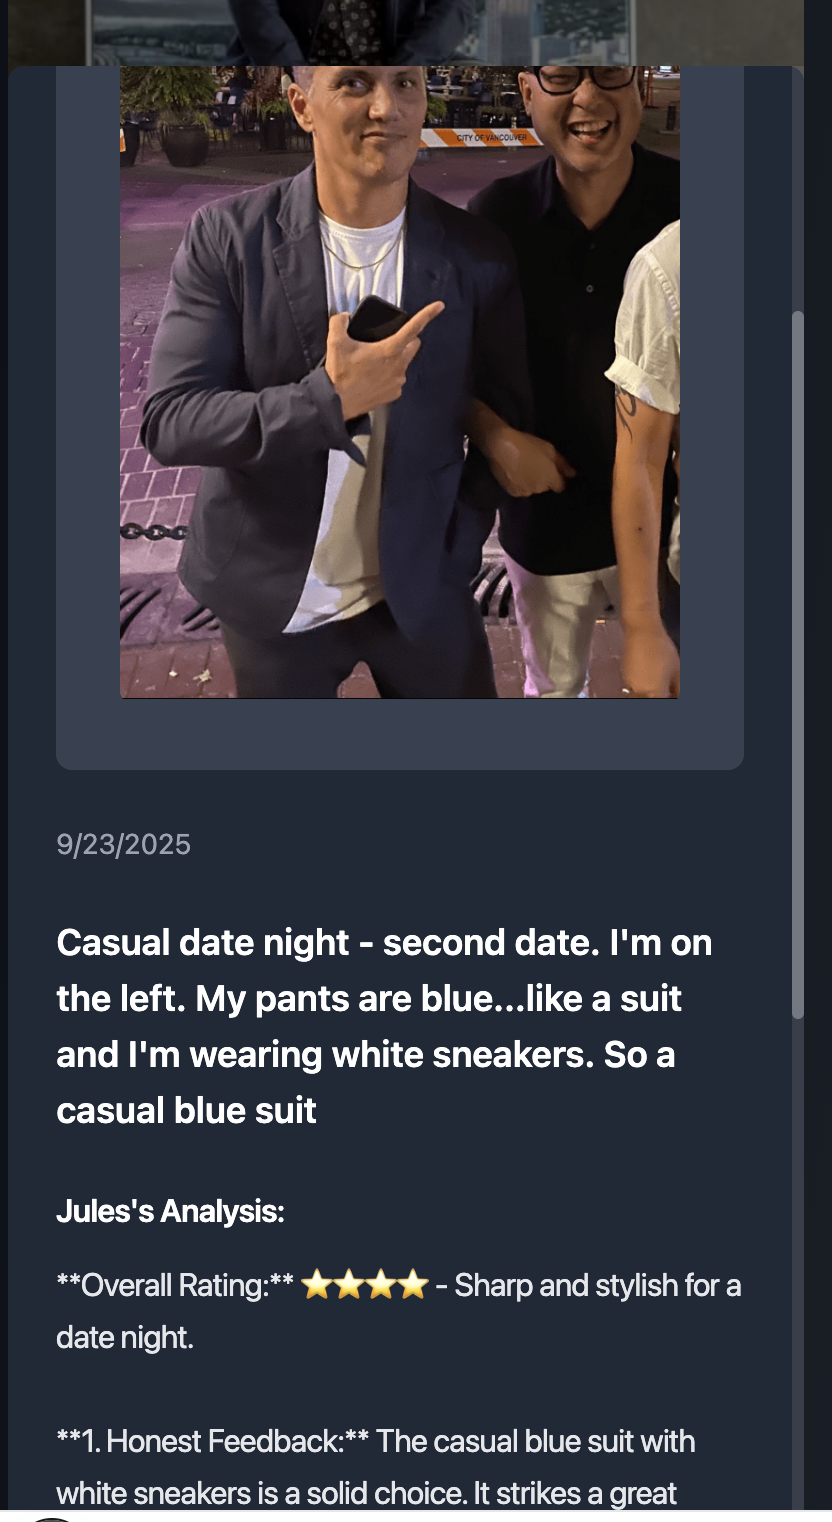 CITY OF VANCOUVER
9/23/2025
Casual date night - second date. I'm on
the left. My pants are blue...like a suit
and I'm wearing white sneakers. So a
casual blue suit
Jules's Analysis:
**Overall Rating:** ⭐⭐⭐⭐ - Sharp and stylish for a
date night.
**1. Honest Feedback:** The casual blue suit with
white sneakers is a solid choice. It strikes a great